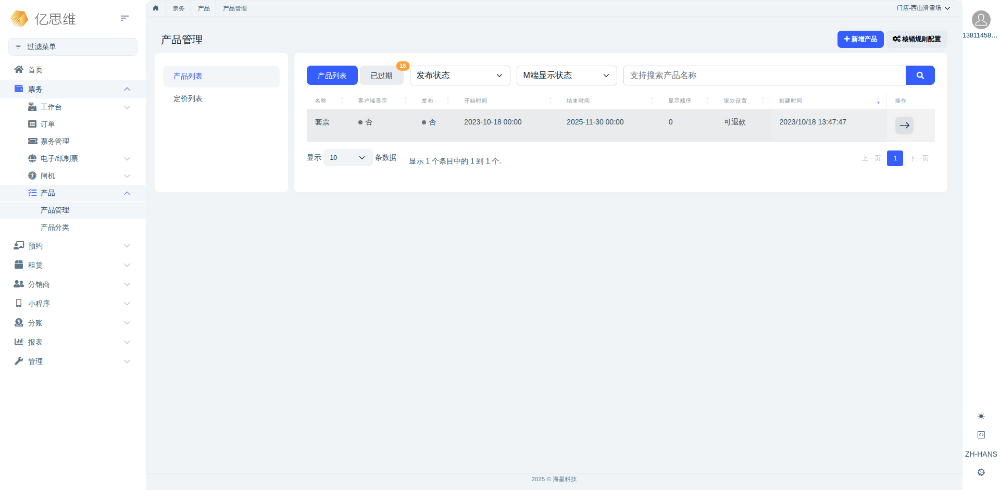 亿思维
过滤菜单
首页
票务
工作台
订单
票务管理
电子/纸制票
闸机
产品
产品管理
产品分类
预约
租赁
分销商
小程序
分账
报表
管理
票务 产品 产品管理
门店-西山滑雪场
产品管理
新增产品 核销规则配置
产品列表
定价列表
产品列表 已过期 16 发布状态 M端显示状态 支持搜索产品名称
名称 客户端显示 发布 开始时间 结束时间 显示顺序 退款设置 创建时间 操作
套票 否 否 2023-10-18 00:00 2025-11-30 00:00 0 可退款 2023/10/18 13:47:47
显示 10 条数据 显示 1 个条目中的 1 到 1 个. 上一页 1 下一页
2025 © 海星科技
13811458...
ZH-HANS